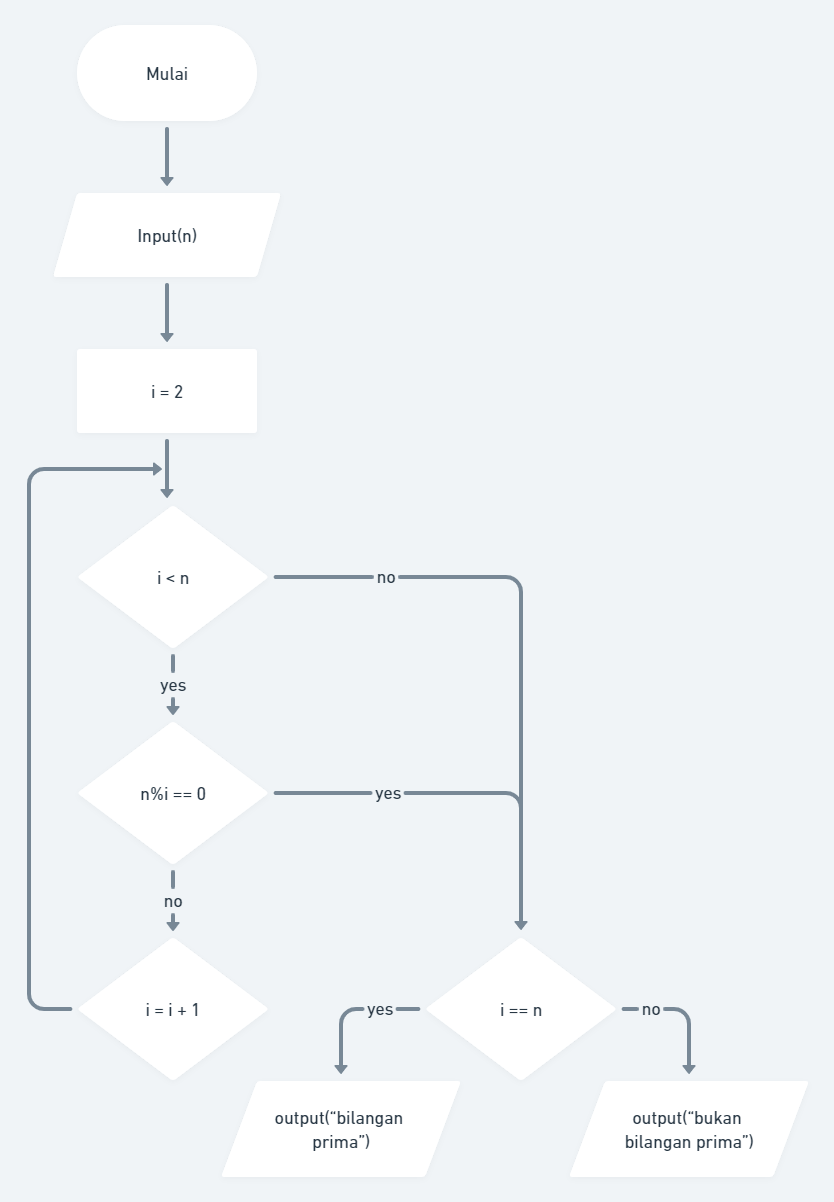 Mulai
Input(n)
i = 2
i < n
no
yes
n%i == 0
yes
no
i = i + 1
i == n
yes
no
output(“bilangan
prima”)
output(“bukan
bilangan prima”)